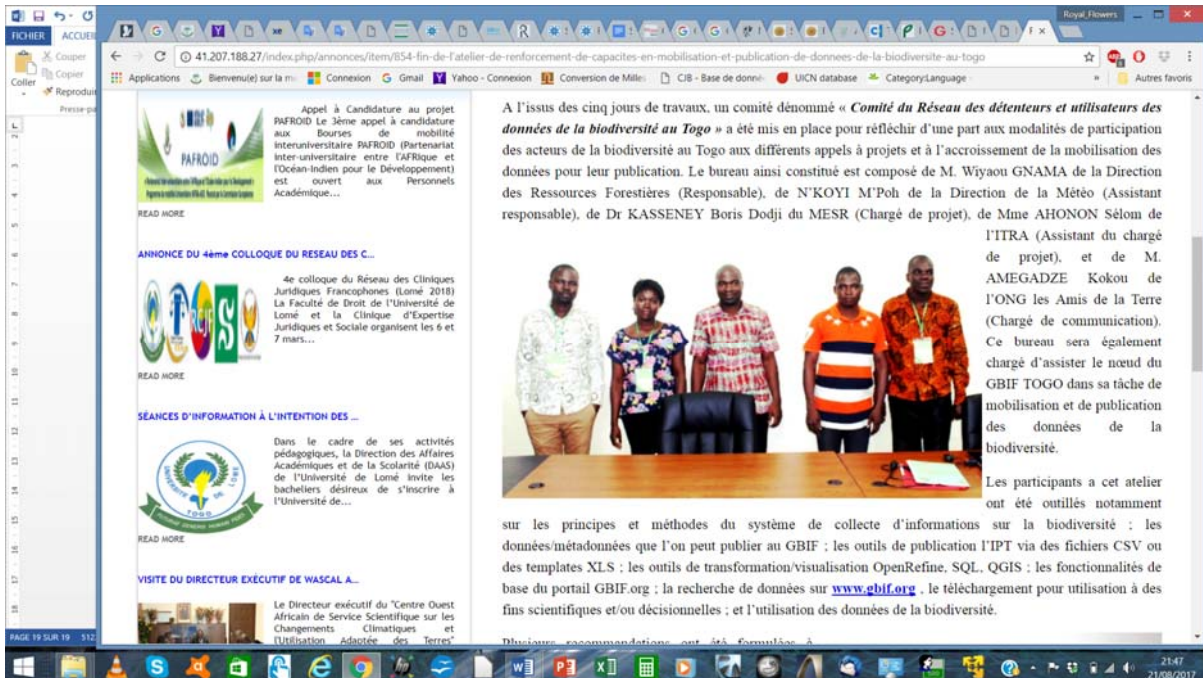 Royal_Flowers
FICHIER
ACCUEIL
Couper
Copier
Coller
Reproduir
Presse-pa
41.207.188.27/index.php/annonces/item/854-fin-de-l'atelier-de-renforcement-de-capacites-en-mobilisation-et-publication-de-donnees-de-la-biodiversite-au-togo
Applications
Bienvenu(e) sur la m
Connexion
Gmail
Yahoo - Connexion
Conversion de Milles
CJB - Base de donné
UICN database
Category:Language
Autres favoris
Appel à Candidature au projet
PAFROID Le 3ème appel à candidature
aux Bourses de mobilité
interuniversitaire PAFROID (Partenariat
inter-universitaire entre l'AFRique et
l'Océan-Indien pour le Développement)
est ouvert aux Personnels
Académique...
PAFROID
READ MORE
ANNONCE DU 4ème COLLOQUE DU RESEAU DES C...
4e colloque du Réseau des Cliniques
Juridiques Francophones (Lomé 2018)
La Faculté de Droit de l'Université de
Lomé et la Clinique d'Expertise
Juridiques et Sociale organisent les 6 et
7 mars...
READ MORE
SÉANCES D'INFORMATION À L'INTENTION DES ...
Dans le cadre de ses activités
pédagogiques, la Direction des Affaires
Académiques et de la Scolarité (DAAS)
de l'Université de Lomé invite les
bacheliers désireux de s'inscrire à
l'Université de...
UNIVERSITE DE LOME
TOGO
READ MORE
VISITE DU DIRECTEUR EXÉCUTIF DE WASCAL A...
Le Directeur exécutif du "Centre Ouest
Africain de Service Scientifique sur les
Changements Climatiques et
l'Utilisation Adaptée des Terres"
A l'issus des cinq jours de travaux, un comité dénommé « Comité du Réseau des détenteurs et utilisateurs des
données de la biodiversité au Togo » a été mis en place pour réfléchir d'une part aux modalités de participation
des acteurs de la biodiversité au Togo aux différents appels à projets et à l'accroissement de la mobilisation des
données pour leur publication. Le bureau ainsi constitué est composé de M. Wiyaou GNAMA de la Direction
des Ressources Forestières (Responsable), de N'KOYI M'Poh de la Direction de la Météo (Assistant
responsable), de Dr KASSENEY Boris Dodji du MESR (Chargé de projet), de Mme AHONON Sélom de
l'ITRA (Assistant du chargé
de projet), et de M.
AMEGADZE Kokou de
l'ONG les Amis de la Terre
(Chargé de communication).
Ce bureau sera également
chargé d'assister le nœud du
GBIF TOGO dans sa tâche de
mobilisation et de publication
des données de la
biodiversité.
Les participants a cet atelier
ont été outillés notamment
sur les principes et méthodes du système de collecte d'informations sur la biodiversité ; les
données/métadonnées que l'on peut publier au GBIF ; les outils de publication l'IPT via des fichiers CSV ou
des templates XLS ; les outils de transformation/visualisation OpenRefine, SQL, QGIS ; les fonctionnalités de
base du portail GBIF.org ; la recherche de données sur www.gbif.org , le téléchargement pour utilisation à des
fins scientifiques et/ou décisionnelles ; et l'utilisation des données de la biodiversité.
Plusieurs recommandations ont été formulées à
PAGE 19 SUR 19
512
21:47
21/08/2017